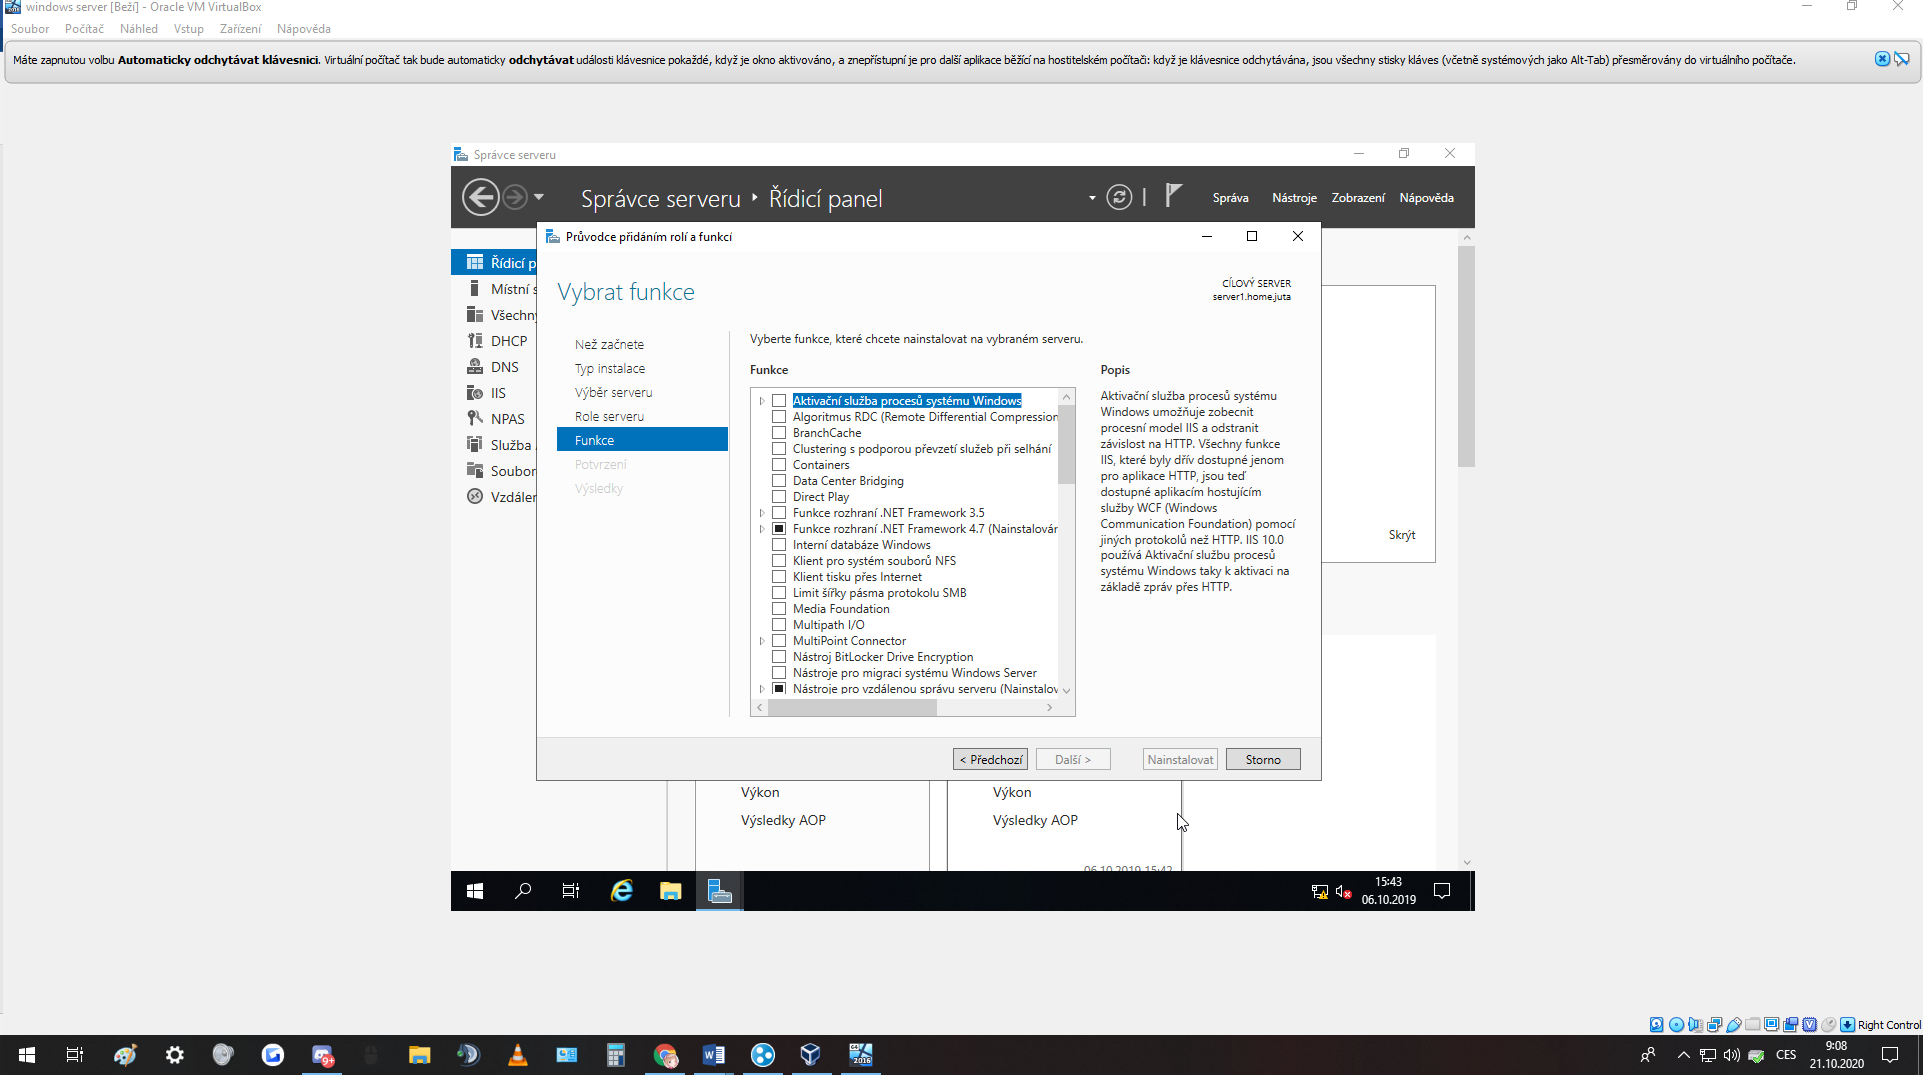 windows server [Beží] - Oracle VM VirtualBox
Soubor Počítač Náhled Vstup Zařízení Nápověda
Máte zapnutou volbu Automaticky odchytávat klávesnici. Virtuální počítač tak bude automaticky odchytávat události klávesnice pokaždé, když je okno aktivováno, a znepřístupní je pro další aplikace běžící na hostitelském počítači: když je klávesnice odchytávána, jsou všechny stisky kláves (včetně systémových jako Alt-Tab) přesměrovány do virtuálního počítače.
Správce serveru
Správce serveru Řídicí panel
Správa Nástroje Zobrazení Nápověda
Průvodce přidáním rolí a funkcí
Řídicí p
Místní s
Všechny
DHCP
DNS
IIS
NPAS
Služba
Soubor
Vzdáler
Vybrat funkce
CÍLOVÝ SERVER
server1.home.juta
Než začnete
Typ instalace
Výběr serveru
Role serveru
Funkce
Potvrzení
Výsledky
Vyberte funkce, které chcete nainstalovat na vybraném serveru.
Funkce
Aktivační služba procesů systému Windows
Algoritmus RDC (Remote Differential Compression
BranchCache
Clustering s podporou převzetí služeb při selhání
Containers
Data Center Bridging
Direct Play
Funkce rozhraní .NET Framework 3.5
Funkce rozhraní .NET Framework 4.7 (Nainstalován
Interní databáze Windows
Klient pro systém souborů NFS
Klient tisku přes Internet
Limit šířky pásma protokolu SMB
Media Foundation
Multipath I/O
MultiPoint Connector
Nástroj BitLocker Drive Encryption
Nástroje pro migraci systému Windows Server
Nástroje pro vzdálenou správu serveru (Nainstalov
Popis
Aktivační služba procesů systému
Windows umožňuje zobecnit
procesní model IIS a odstranit
závislost na HTTP. Všechny funkce
IIS, které byly dřív dostupné jenom
pro aplikace HTTP, jsou teď
dostupné aplikacím hostujícím
služby WCF (Windows
Communication Foundation) pomocí
jiných protokolů než HTTP. IIS 10.0
používá Aktivační službu procesů
systému Windows taky k aktivaci na
základě zpráv přes HTTP.
Skrýt
< Předchozí Další > Nainstalovat Storno
Výkon Výkon
Výsledky AOP Výsledky AOP
06.10.2019 15:42
15:43
06.10.2019
Right Control
9+
64
2016
CES
9:08
21.10.2020